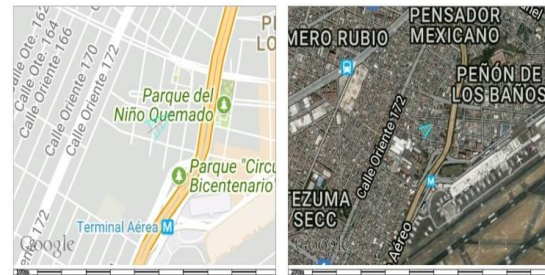 Calle Ote. 162
Calle Ote. 164
Calle Oriente 166
Calle Oriente 170
Calle Oriente 172
Parque del
Niño Quemado
Parque "Circu
Bicentenario
Terminal Aérea M
172
Google
PENSADOR
MEXICANO
MERO RUBIO
PEÑÓN DE
LOS BAÑOS
Calle Oriente 172
M
TEZUMA
SECC
Aéreo
Google